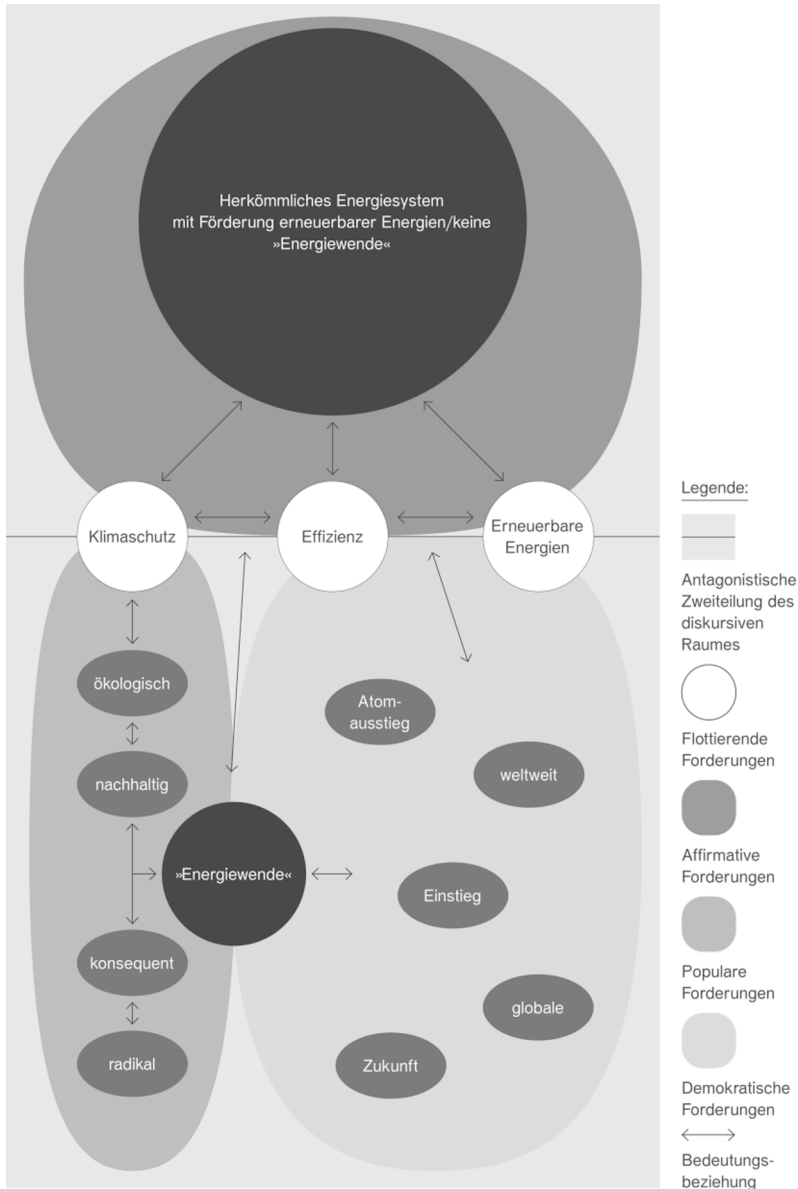 Herkömmliches Energiesystem
mit Förderung erneuerbarer Energien/keine
»Energiewende«
Klimaschutz
Effizienz
Erneuerbare
Energien
ökologisch
nachhaltig
Atom-
ausstieg
weltweit
»Energiewende«
Einstieg
konsequent
globale
radikal
Zukunft
Legende:
Antagonistische
Zweiteilung des
diskursiven
Raumes
Flottierende
Forderungen
Affirmative
Forderungen
Populare
Forderungen
Demokratische
Forderungen
Bedeutungs-
beziehung